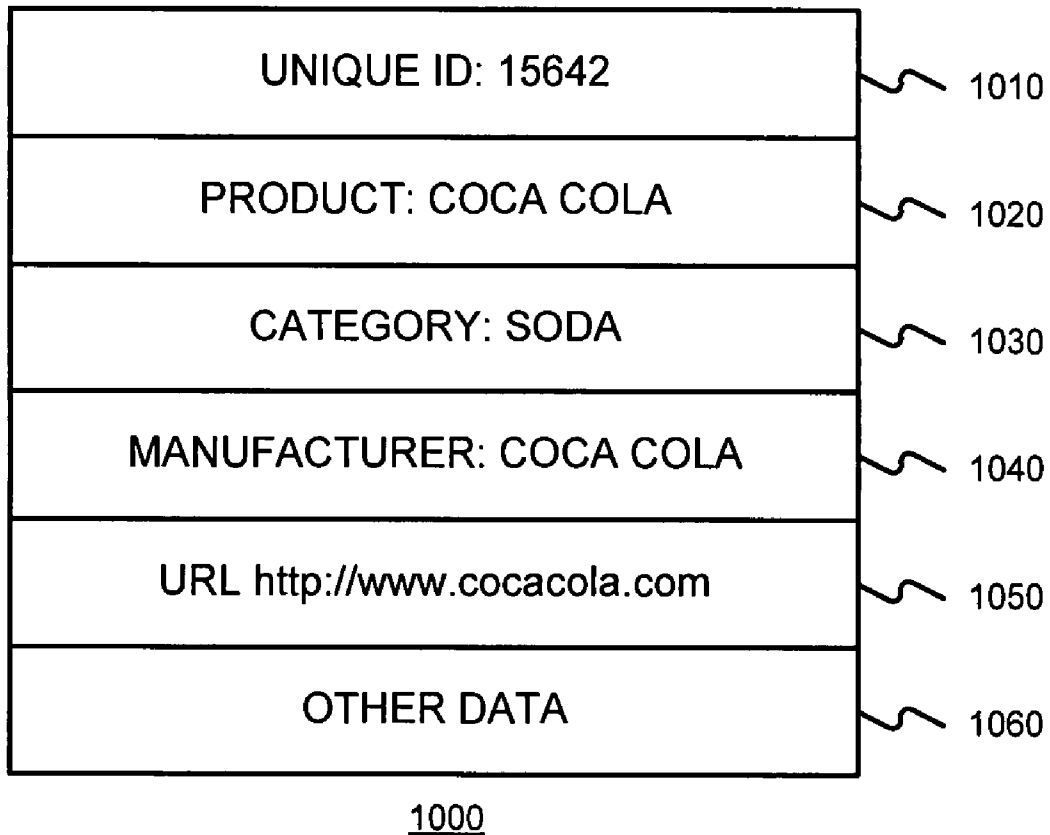 UNIQUE ID: 15642
1010
PRODUCT: COCA COLA
1020
CATEGORY: SODA
1030
MANUFACTURER: COCA COLA
1040
URL http://www.cocacola.com
1050
OTHER DATA
1060
1000